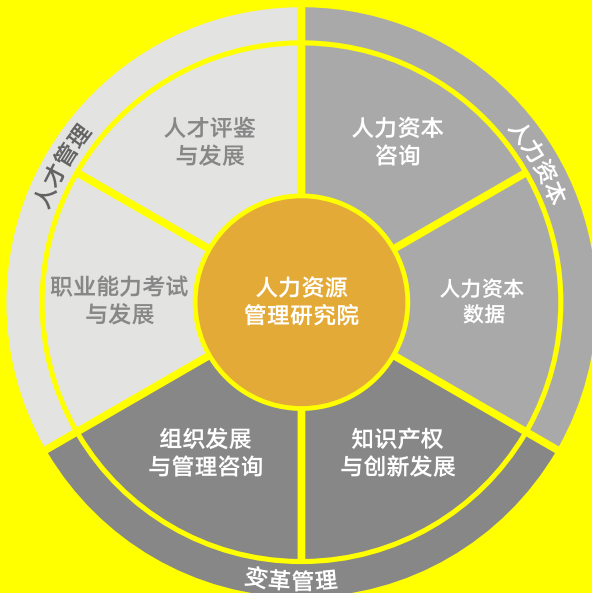 人才管理
人才评鉴
与发展
人力资本
咨询
人力资本
职业能力考试
与发展
人力资源
管理研究院
人力资本
数据
组织发展
与管理咨询
知识产权
与创新发展
变革管理